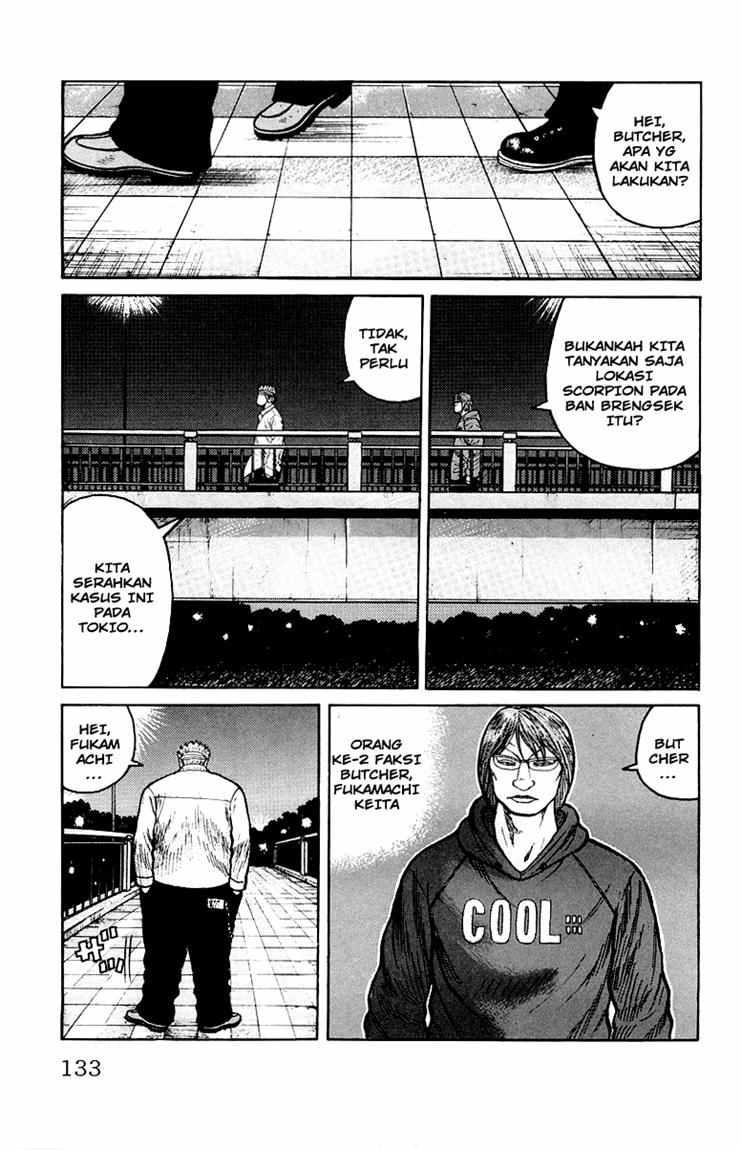 HEI,
BUTCHER,
APA YG
AKAN KITA
LAKUKAN?
BUKANKAH KITA
TANYAKAN SAJA
LOKASI
SCORPION PADA
BAN BRENGSEK
ITU?
TIDAK,
TAK
PERLU
KITA
SERAHKAN
KASUS INI
PADA
TOKIO...
BUT
CHER
...
ORANG
KE-2 FAKSI
BUTCHER,
FUKAMACHI
KEITA
COOL
HEI,
FUKAM
ACHI
...
ザッ
133